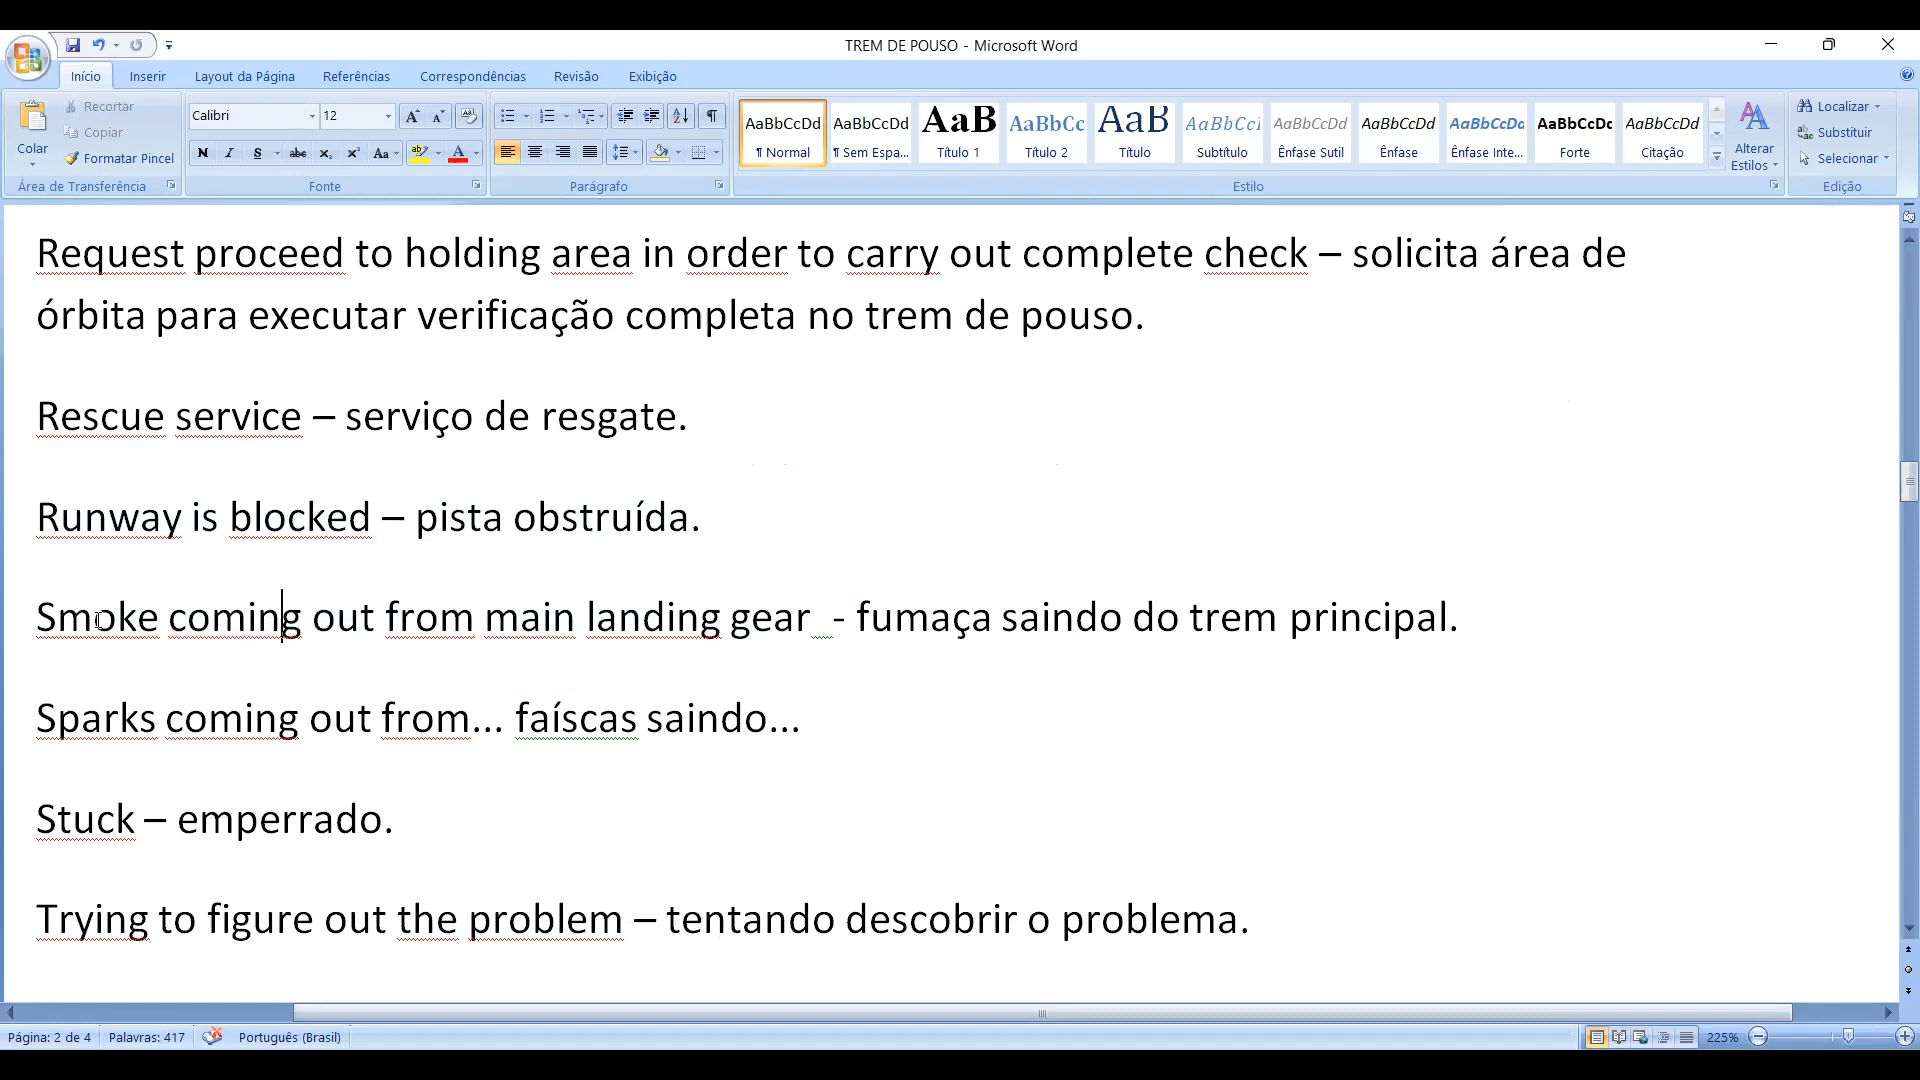 TREM DE POUSO - Microsoft Word
Início Inserir Layout da Página Referências Correspondências Revisão Exibição
Colar
Recortar
Copiar
Formatar Pincel
Área de Transferência
Calibri 12
N I S abc x₂ x² Aa
Fonte
Parágrafo
AaBbCcDd AaBbCcDd AaB AaBbCc AaB AaBbCcI AaBbCcDd AaBbCcDd AaBbCcDd AaBbCcDc AaBbCcDd
¶ Normal ¶ Sem Espa... Título 1 Título 2 Título Subtítulo Ênfase Sutil Ênfase Ênfase Inte... Forte Citação
Alterar
Estilos
Estilo
Localizar
Substituir
Selecionar
Edição
Request proceed to holding area in order to carry out complete check – solicita área de
órbita para executar verificação completa no trem de pouso.
Rescue service – serviço de resgate.
Runway is blocked – pista obstruída.
Smoke coming out from main landing gear  - fumaça saindo do trem principal.
Sparks coming out from... faíscas saindo...
Stuck – emperrado.
Trying to figure out the problem – tentando descobrir o problema.
Página: 2 de 4 Palavras: 417 Português (Brasil) 225%